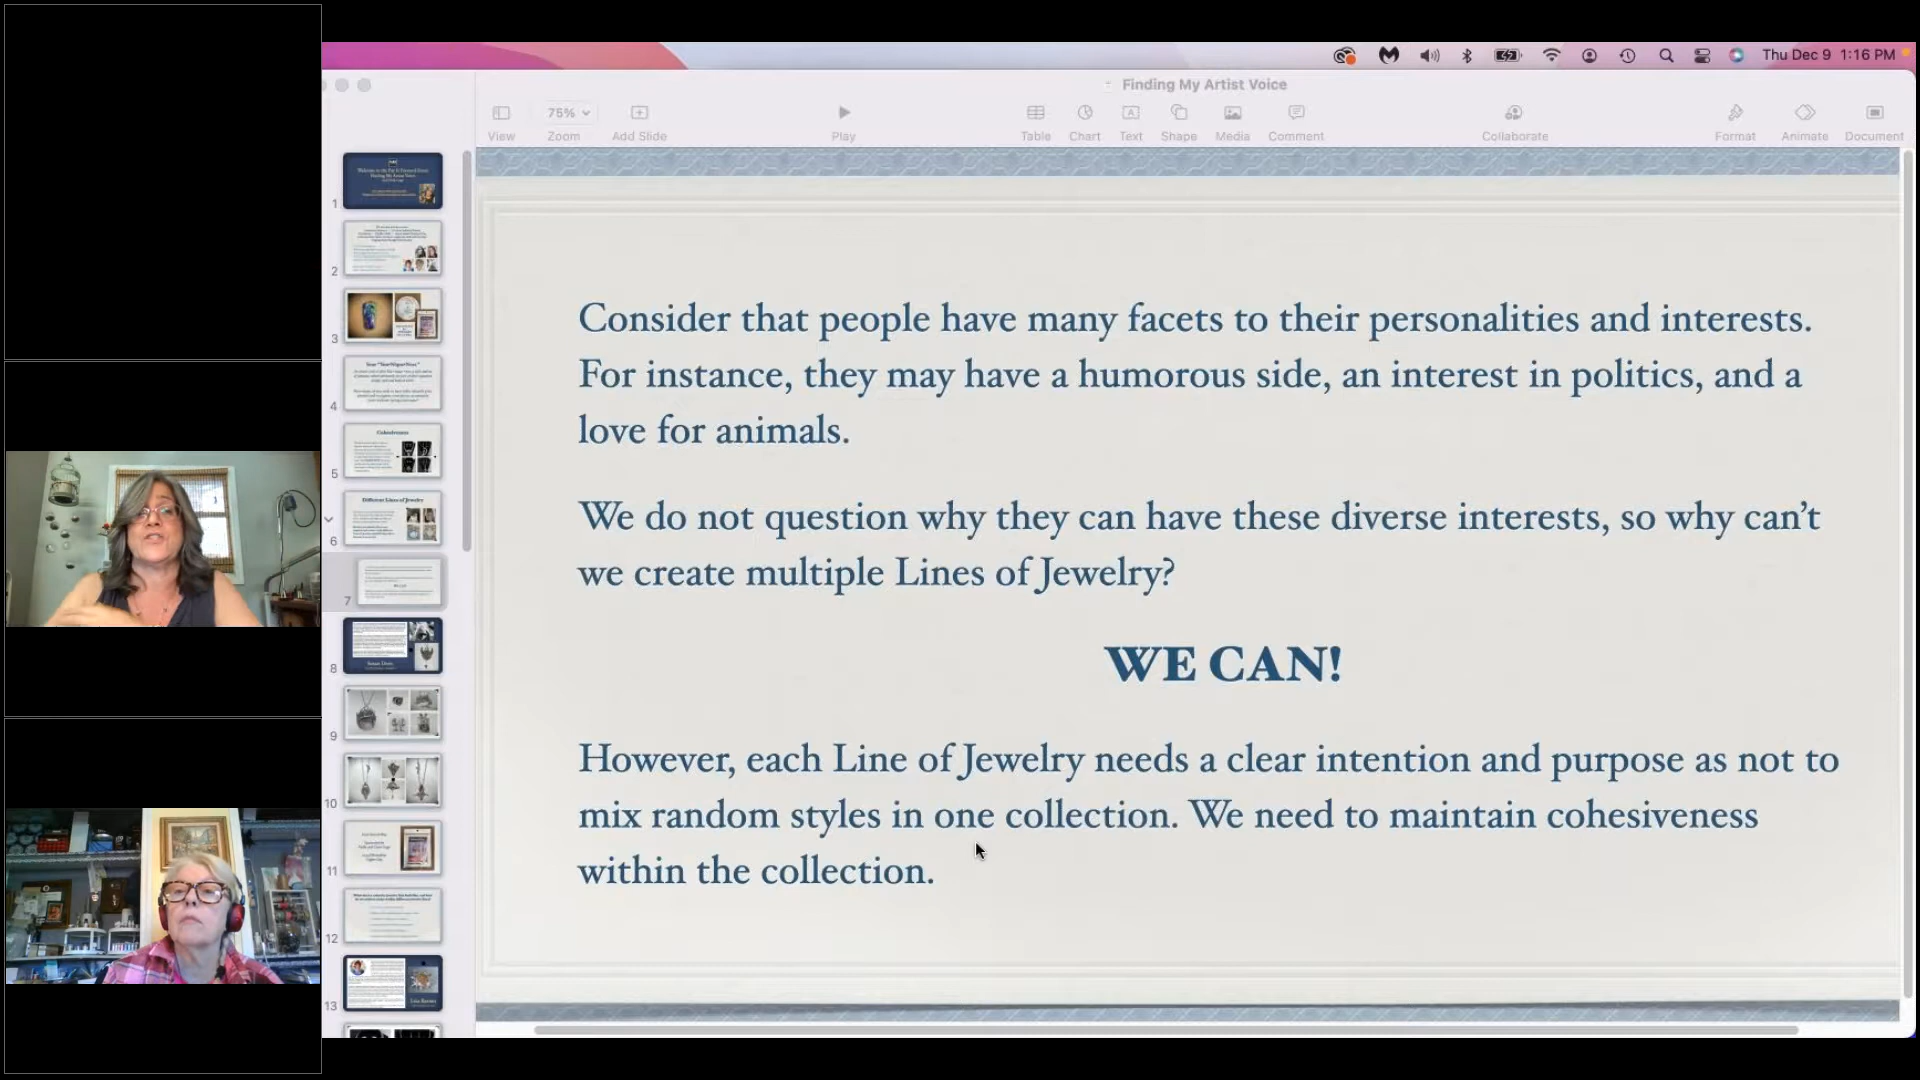 Thu Dec 9 1:16 PM
Finding My Artist Voice
75%
View Zoom Add Slide Play Table Chart Text Shape Media Comment Collaborate Format Animate Document
1
2
3
4
5
Cohesiveness
6
Different Lines of Jewelry
7
8
9
10
11
12
13
Consider that people have many facets to their personalities and interests.
For instance, they may have a humorous side, an interest in politics, and a
love for animals.
We do not question why they can have these diverse interests, so why can’t
we create multiple Lines of Jewelry?
WE CAN!
However, each Line of Jewelry needs a clear intention and purpose as not to
mix random styles in one collection. We need to maintain cohesiveness
within the collection.